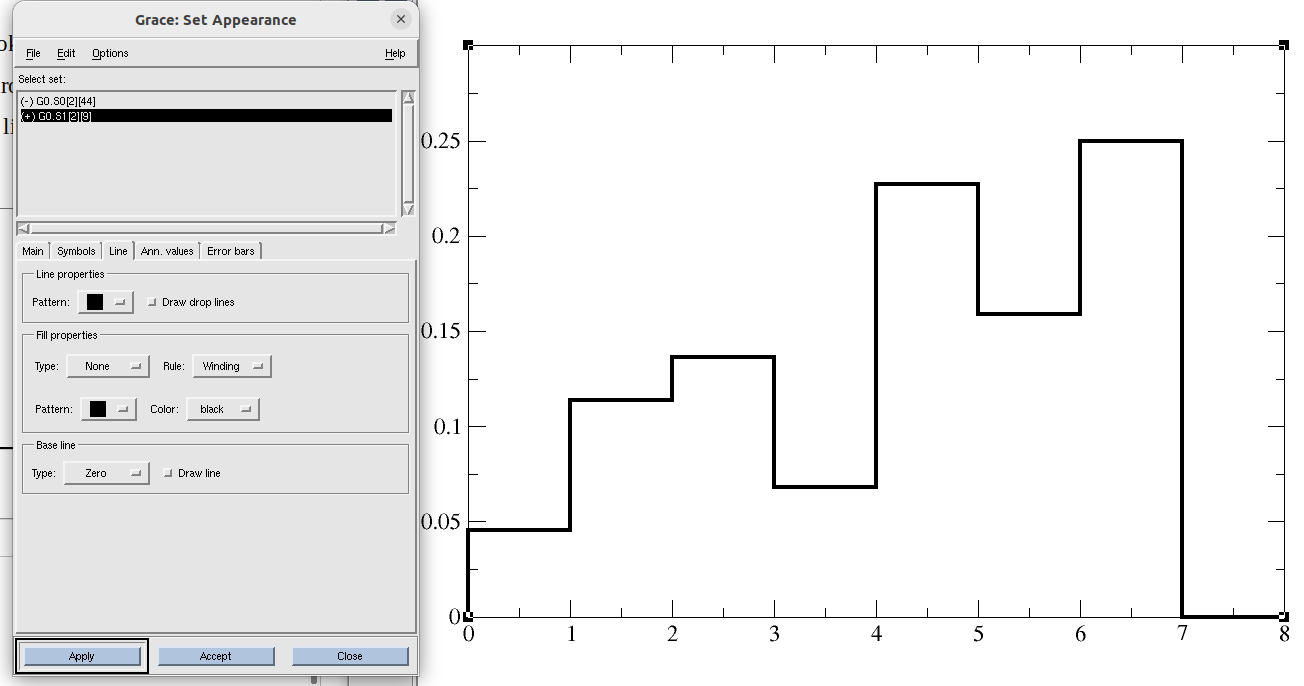 Grace: Set Appearance
File Edit Options Help
Select set:
(-) G0.S0[2][44]
(+) G0.S1[2][9]
Main Symbols Line Ann. values Error bars
Line properties
Pattern: Draw drop lines
Fill properties
Type: None Rule: Winding
Pattern: Color: black
Base line
Type: Zero Draw line
Apply Accept Close
0.25
0.2
0.15
0.1
0.05
0
0 1 2 3 4 5 6 7 8